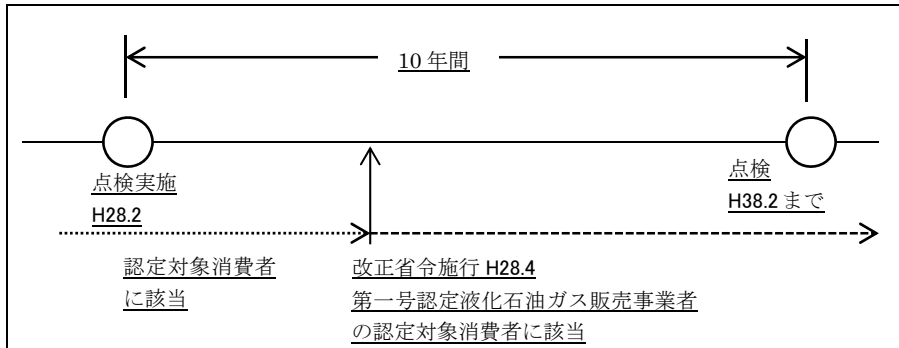 10 年間
点検実施
H28.2
点検
H38.2 まで
認定対象消費者
に該当
改正省令施行 H28.4
第一号認定液化石油ガス販売事業者
の認定対象消費者に該当